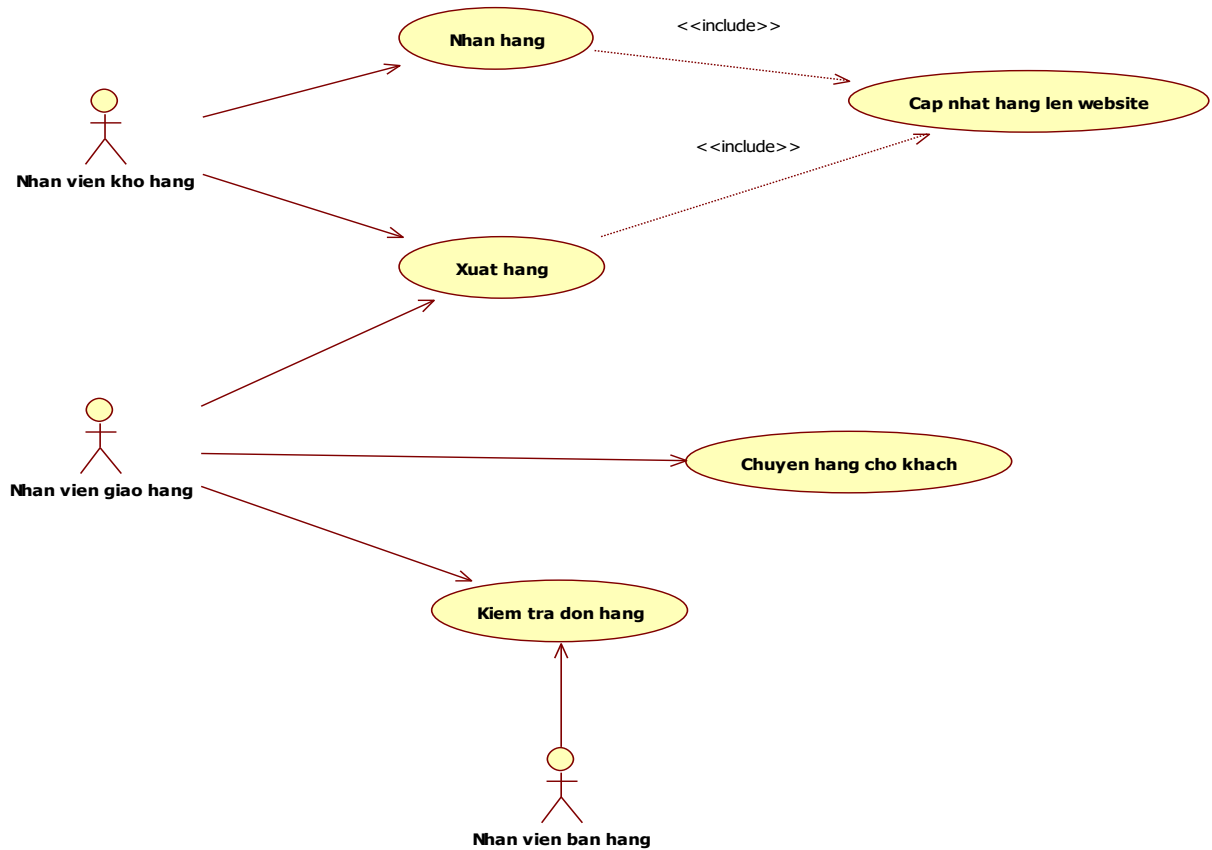 <<include>>
Nhan hang
Cap nhat hang len website
<<include>>
Nhan vien kho hang
Xuat hang
Chuyen hang cho khach
Nhan vien giao hang
Kiem tra don hang
Nhan vien ban hang